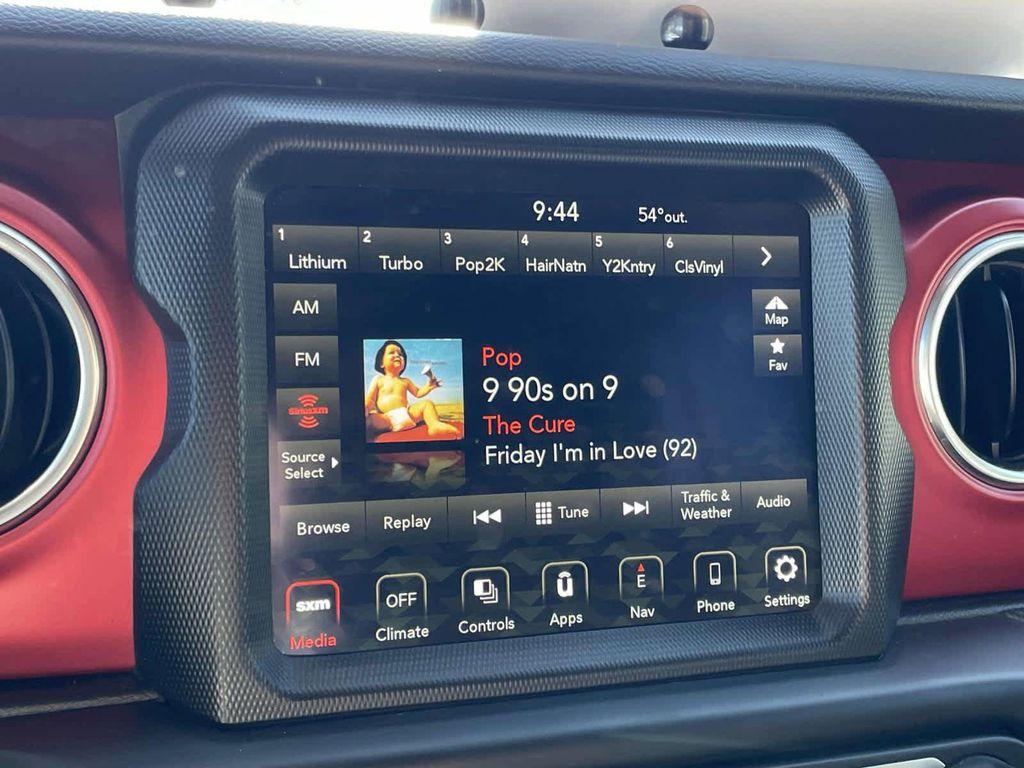 9:44 54°out.
1 Lithium
2 Turbo
3 Pop2K
4 HairNatn
5 Y2Kntry
6 ClsVinyl
AM
FM
SiriusXM
Source
Select
Map
Fav
Pop
9 90s on 9
The Cure
Friday I'm in Love (92)
Browse
Replay
Tune
Traffic &
Weather
Audio
sxm
Media
OFF
Climate
Controls
Apps
E
Nav
Phone
Settings